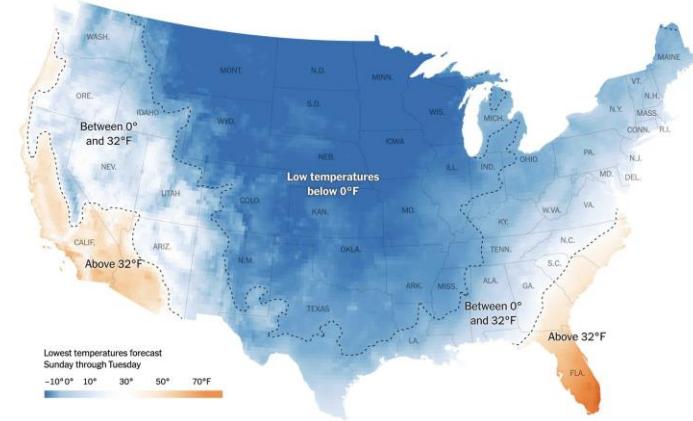 WASH.
MONT.
N.D.
MINN.
MAINE
ORE.
IDAHO
S.D.
WIS.
MICH.
VT.
N.H.
N.Y.
MASS.
CONN.
R.I.
Between 0°
and 32°F
WYO.
IOWA
NEB.
NEV.
UTAH
COLO.
Low temperatures
below 0°F
KAN.
MO.
ILL.
IND.
OHIO
PA.
N.J.
MD.
DEL.
W.VA.
VA.
KY.
CALIF.
Above 32°F
ARIZ.
N.M.
OKLA.
ARK.
TENN.
N.C.
S.C.
TEXAS
LA.
MISS.
ALA.
GA.
Between 0°
and 32°F
Above 32°F
FLA.
Lowest temperatures forecast
Sunday through Tuesday
–10° 0° 10° 30° 50° 70°F